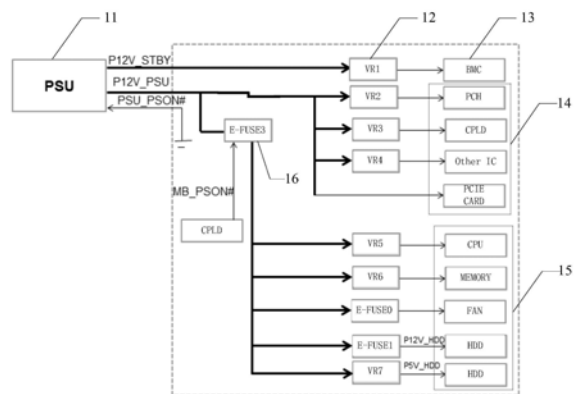 11
12
13
P12V_STBY
VR1
BMC
P12V_PSU
PSU
VR2
PCH
PSU_PSON#
14
VR3
CPLD
E-FUSE3
VR4
Other IC
16
MB_PSON#
PCIE
CARD
CPLD
VR5
CPU
VR6
MEMORY
15
E-FUSE0
FAN
E-FUSE1
P12V_HDD
HDD
VR7
P5V_HDD
HDD